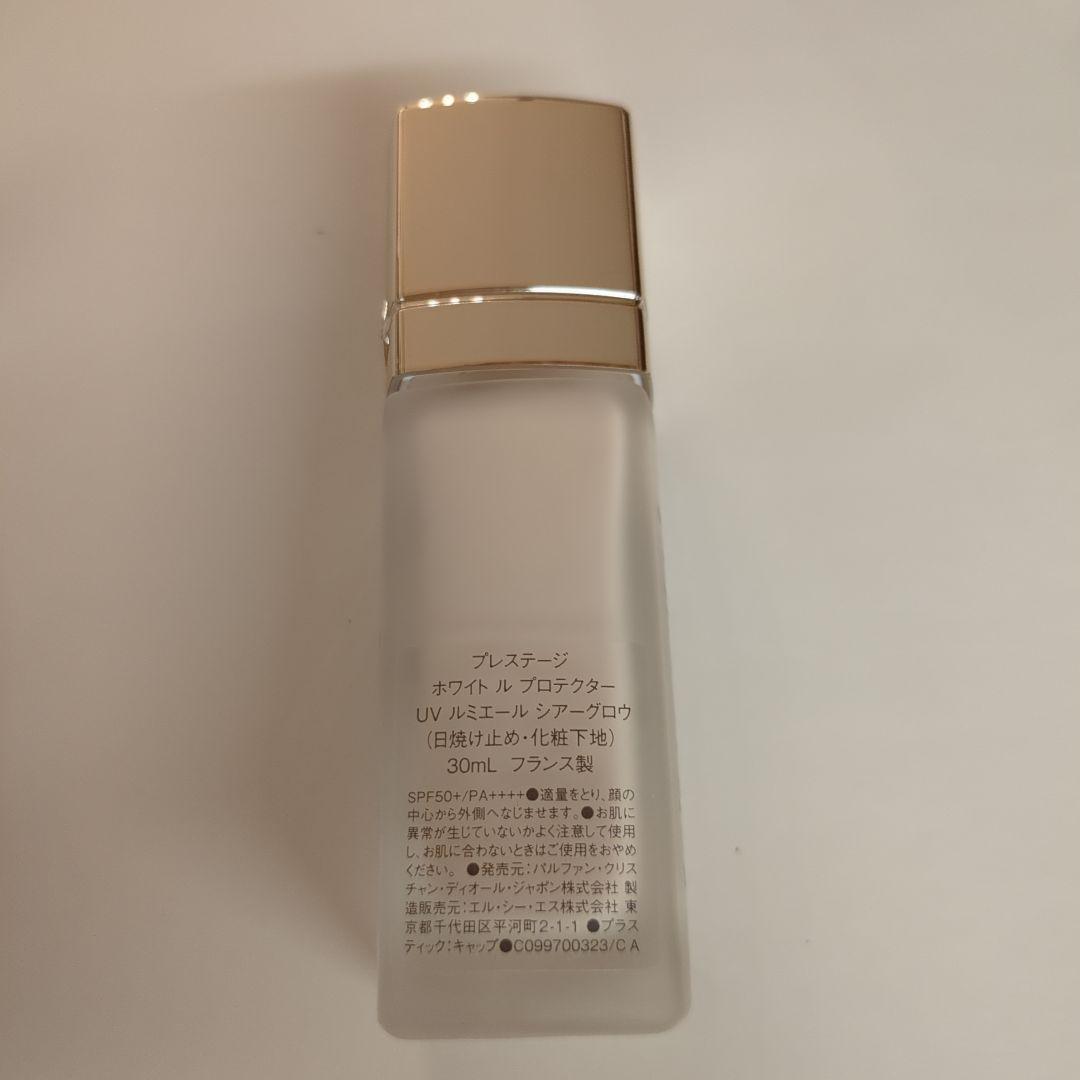 プレステージ
ホワイト ル プロテクター
UV ルミエール シアーグロウ
(日焼け止め・化粧下地)
30mL フランス製
SPF50+/PA++++●適量をとり、顔の
中心から外側へなじませます。●お肌に
異常が生じていないかよく注意して使用
し、お肌に合わないときはご使用をおやめ
ください。 ●発売元：パルファン・クリス
チャン・ディオール・ジャポン株式会社 製
造販売元：エル・シー・エス株式会社 東
京都千代田区平河町2-1-1 ●プラス
ティック：キャップ●C099700323/C A